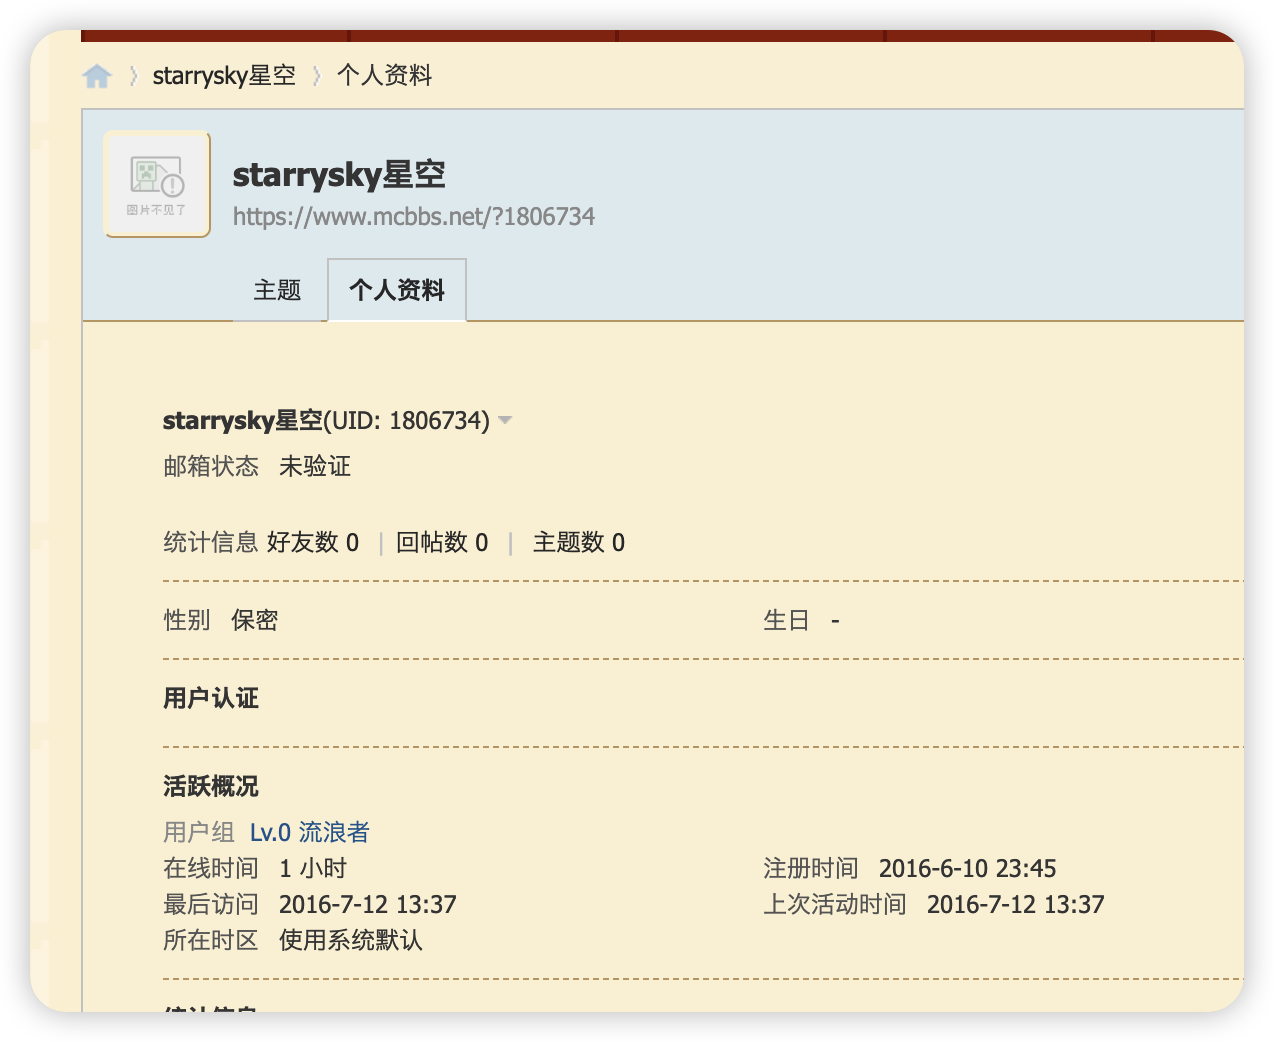 starrysky星空 〉 个人资料
图片不见了
starrysky星空
https://www.mcbbs.net/?1806734
主题 个人资料
starrysky星空(UID: 1806734)
邮箱状态 未验证
统计信息 好友数 0 | 回帖数 0 | 主题数 0
性别 保密 生日 -
用户认证
活跃概况
用户组 Lv.0 流浪者
在线时间 1 小时 注册时间 2016-6-10 23:45
最后访问 2016-7-12 13:37 上次活动时间 2016-7-12 13:37
所在时区 使用系统默认